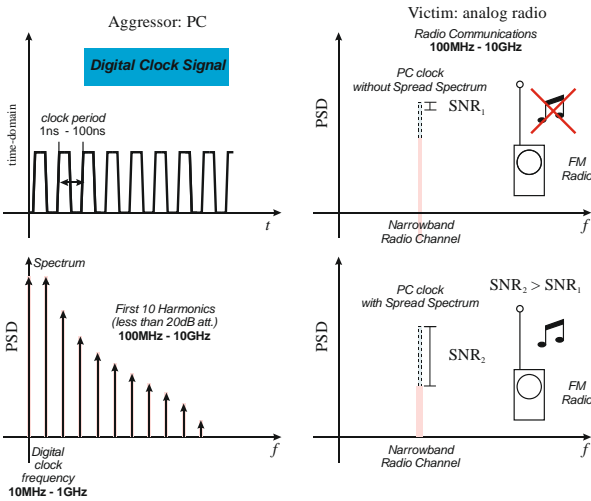 Aggressor: PC
Digital Clock Signal
clock period
1ns - 100ns
time-domain
t
Spectrum
First 10 Harmonics
(less than 20dB att.)
100MHz - 10GHz
PSD
f
Digital
clock
frequency
10MHz - 1GHz
Victim: analog radio
Radio Communications
100MHz - 10GHz
PC clock
without Spread Spectrum
SNR₁
PSD
FM
Radio
Narrowband
Radio Channel
f
PC clock
with Spread Spectrum
SNR₂ > SNR₁
SNR₂
PSD
FM
Radio
Narrowband
Radio Channel
f